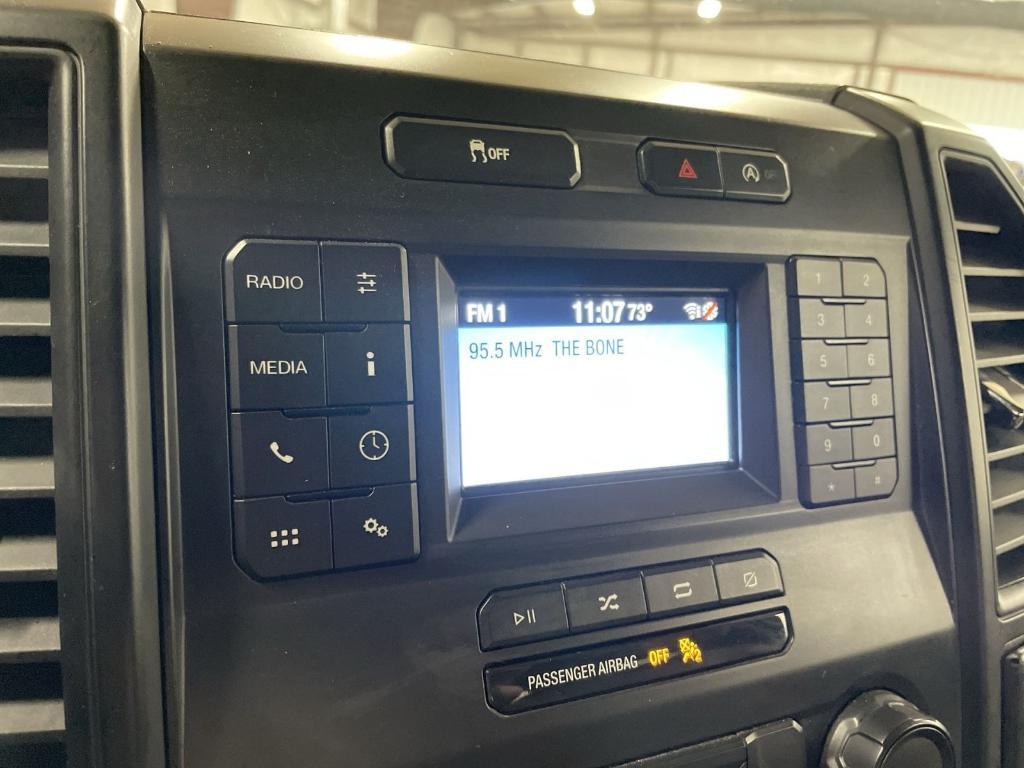 OFF
A OFF
RADIO
MEDIA
FM 1 11:07 73°
95.5 MHz THE BONE
1 2
3 4
5 6
7 8
9 0
* #
PASSENGER AIRBAG OFF